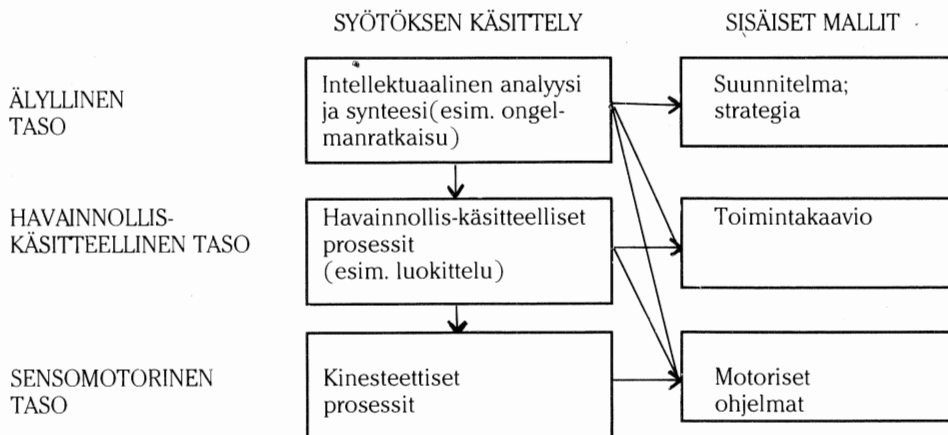 SYÖTÖKSEN KÄSITTELY
SISÄISET MALLIT
ÄLYLLINEN
TASO
Intellektuaalinen analyysi
ja synteesi(esim. ongel-
manratkaisu)
Suunnitelma;
strategia
HAVAINNOLLIS-
KÄSITTEELLINEN TASO
Havainnollis-käsitteelliset
prosessit
(esim. luokittelu)
Toimintakaavio
SENSOMOTORINEN
TASO
Kinesteettiset
prosessit
Motoriset
ohjelmat